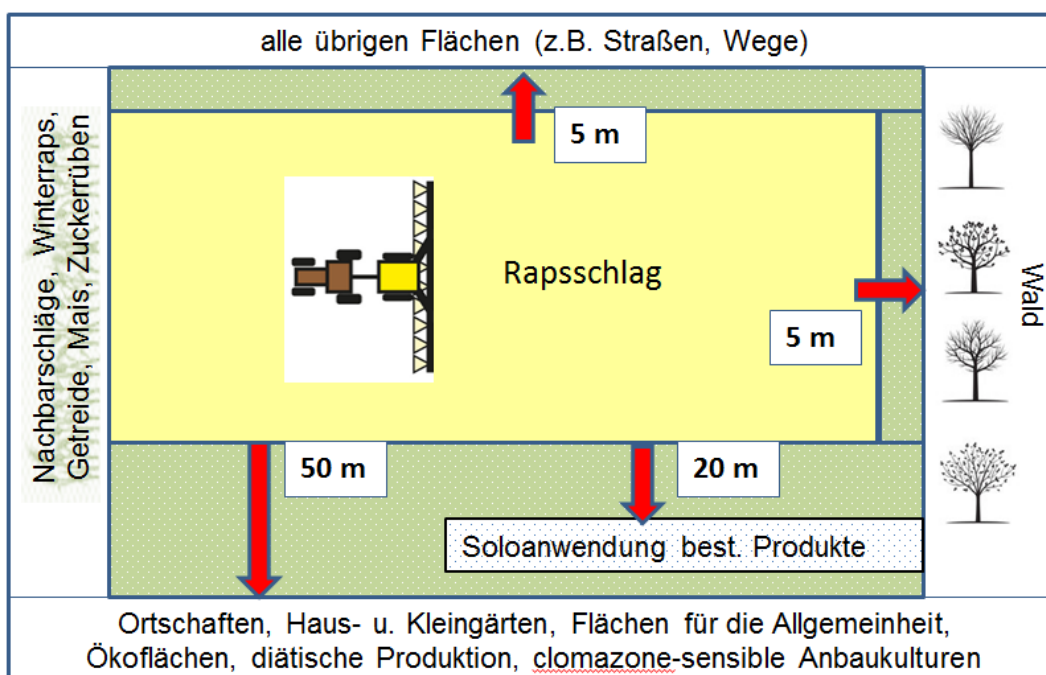 alle übrigen Flächen (z.B. Straßen, Wege)
5 m
Nachbarschläge, Winterraps,
Getreide, Mais, Zuckerrüben
Rapsschlag
5 m
Wald
50 m
20 m
Soloanwendung best. Produkte
Ortschaften, Haus- u. Kleingärten, Flächen für die Allgemeinheit,
Ökoflächen, diätische Produktion, clomazone-sensible Anbaukulturen